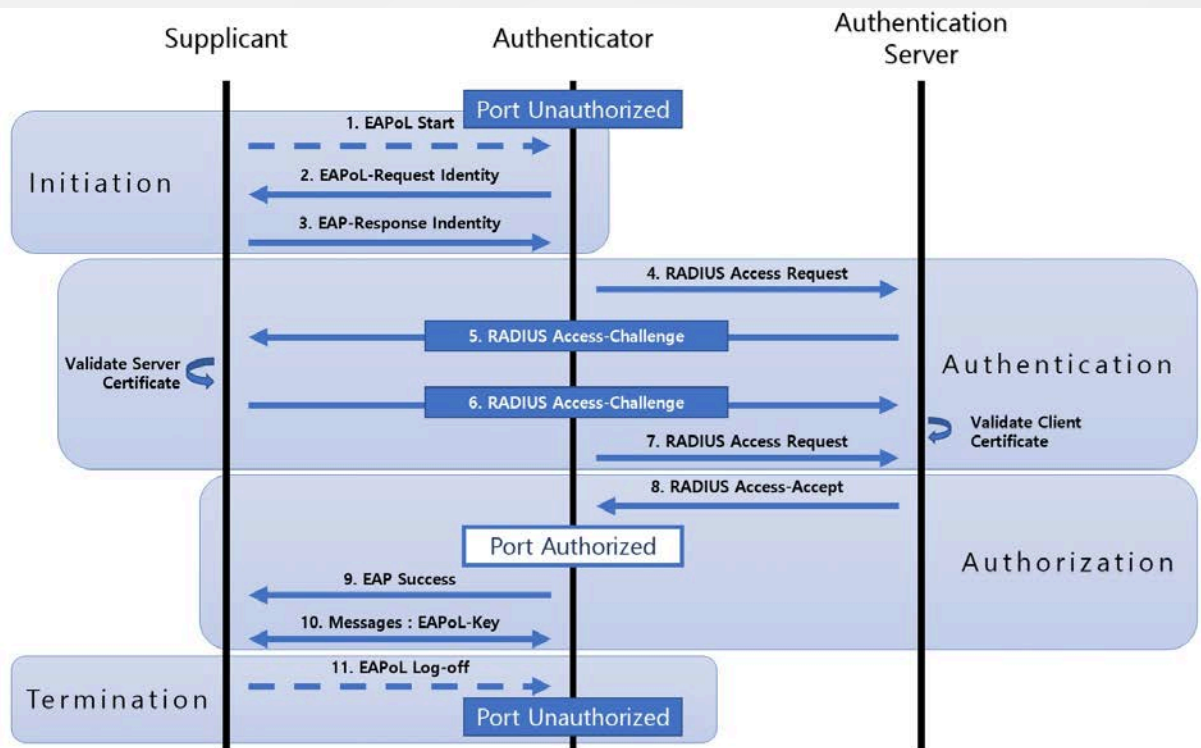 Supplicant
Authenticator
Authentication
Server
Port Unauthorized
1. EAPoL Start
Initiation
2. EAPoL-Request Identity
3. EAP-Response Indentity
4. RADIUS Access Request
5. RADIUS Access-Challenge
Validate Server
Certificate
Authentication
6. RADIUS Access-Challenge
Validate Client
Certificate
7. RADIUS Access Request
8. RADIUS Access-Accept
Port Authorized
Authorization
9. EAP Success
10. Messages : EAPoL-Key
11. EAPoL Log-off
Termination
Port Unauthorized